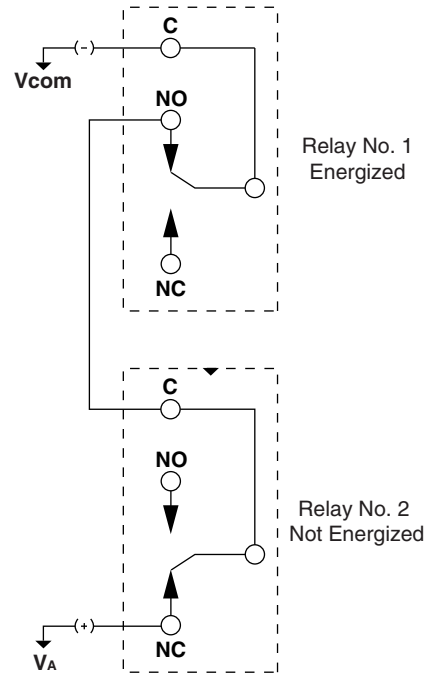 C
(-)
Vcom
NO
Relay No. 1
Energized
NC
C
NO
Relay No. 2
Not Energized
(+)
NC
VA